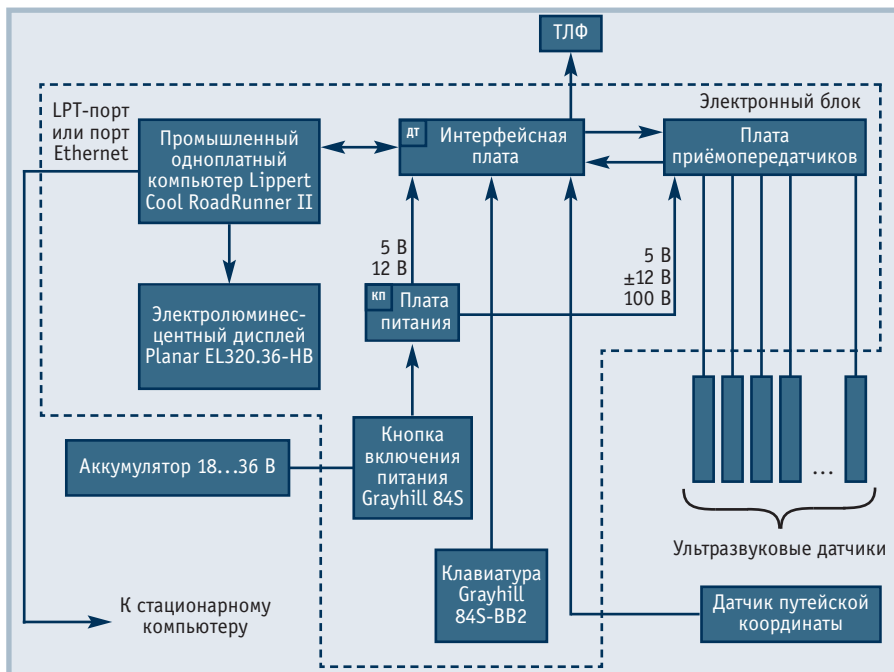 ТЛФ
LPT-порт
или порт
Ethernet
Электронный блок
Промышленный
одноплатный
компьютер Lippert
Cool RoadRunner II
ДТ
Интерфейсная
плата
Плата
приёмопередатчиков
5 В
12 В
5 В
±12 В
100 В
КП
Плата
питания
Электролюминес-
центный дисплей
Planar EL320.36-HB
Аккумулятор 18...36 В
Кнопка
включения
питания
Grayhill 84S
...
Ультразвуковые датчики
Клавиатура
Grayhill
84S-BB2
Датчик путейской
координаты
К стационарному
компьютеру